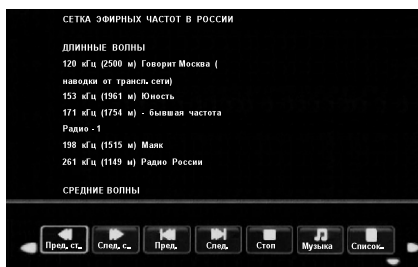 СЕТКА ЭФИРНЫХ ЧАСТОТ В РОССИИ
ДЛИННЫЕ ВОЛНЫ
120 кГц (2500 м) Говорит Москва (
наводки от трансл. сети)
153 кГц (1961 м) Юность
171 кГц (1754 м) - бывшая частота
Радио - 1
198 кГц (1515 м) Маяк
261 кГц (1149 м) Радио России
СРЕДНИЕ ВОЛНЫ
Пред. ст... След. с... Пред. След. Стоп Музыка Список...